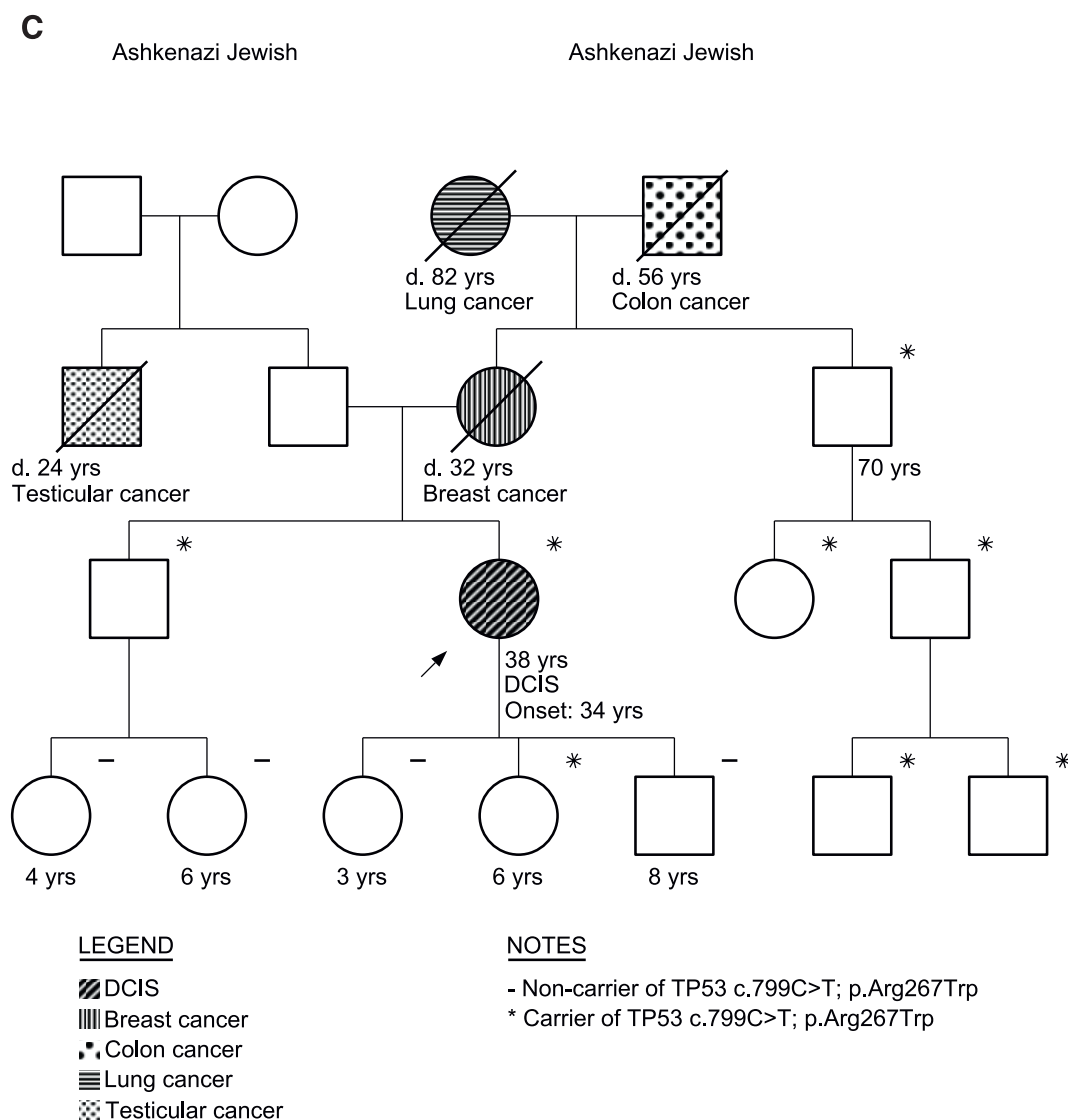 C
Ashkenazi Jewish
Ashkenazi Jewish
d. 82 yrs
Lung cancer
d. 56 yrs
Colon cancer
*
d. 24 yrs
Testicular cancer
d. 32 yrs
Breast cancer
70 yrs
*
*
*
*
38 yrs
DCIS
Onset: 34 yrs
–
–
–
*
–
*
*
4 yrs
6 yrs
3 yrs
6 yrs
8 yrs
LEGEND
DCIS
Breast cancer
Colon cancer
Lung cancer
Testicular cancer
NOTES
- Non-carrier of TP53 c.799C>T; p.Arg267Trp
* Carrier of TP53 c.799C>T; p.Arg267Trp